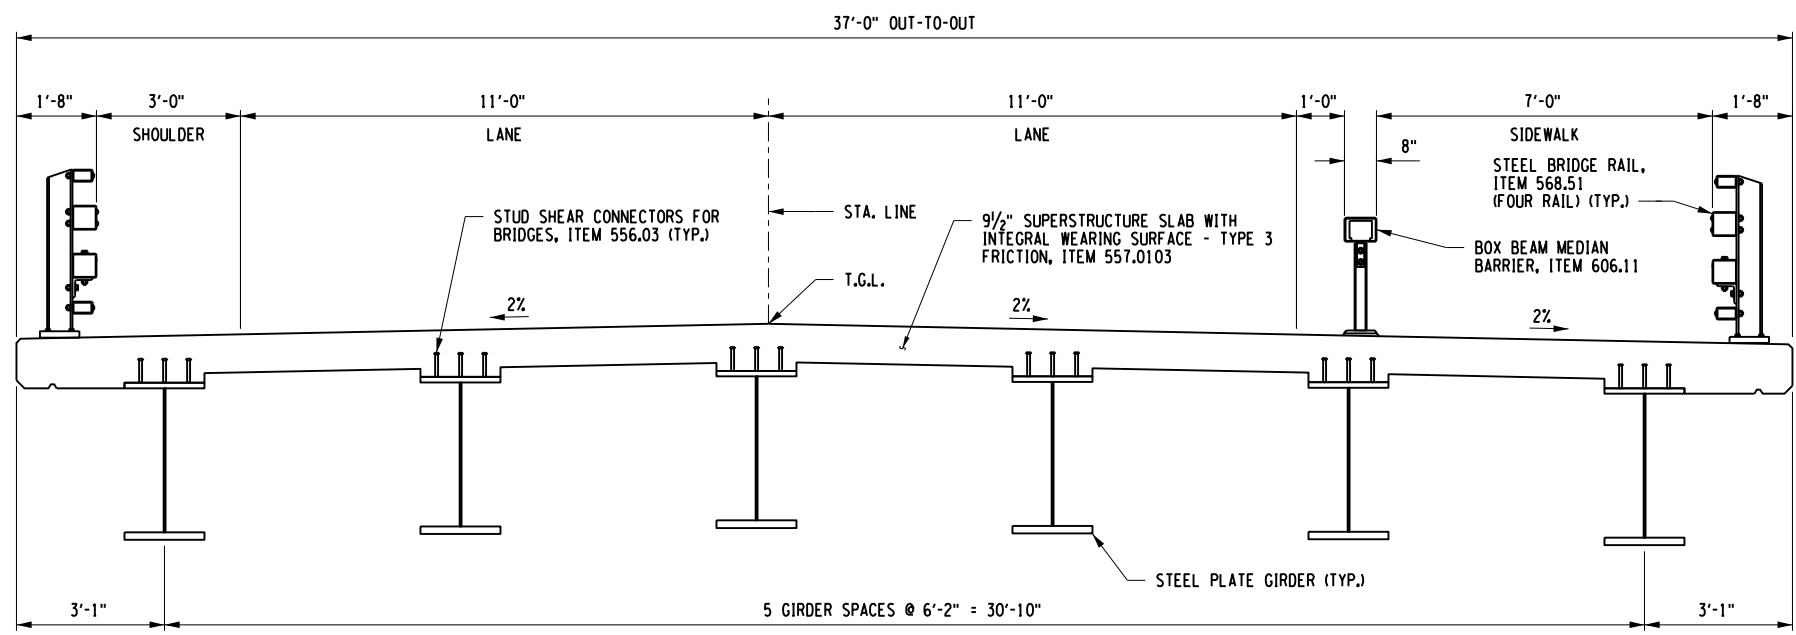 37'-0" OUT-TO-OUT
1'-8"
3'-0"
11'-0"
11'-0"
1'-0"
7'-0"
1'-8"
SHOULDER
LANE
LANE
SIDEWALK
8"
STEEL BRIDGE RAIL,
ITEM 568.51
(FOUR RAIL) (TYP.)
STUD SHEAR CONNECTORS FOR
BRIDGES, ITEM 556.03 (TYP.)
STA. LINE
9½" SUPERSTRUCTURE SLAB WITH
INTEGRAL WEARING SURFACE - TYPE 3
FRICTION, ITEM 557.0103
BOX BEAM MEDIAN
BARRIER, ITEM 606.11
T.G.L.
2%
2%
2%
STEEL PLATE GIRDER (TYP.)
3'-1"
5 GIRDER SPACES @ 6'-2" = 30'-10"
3'-1"